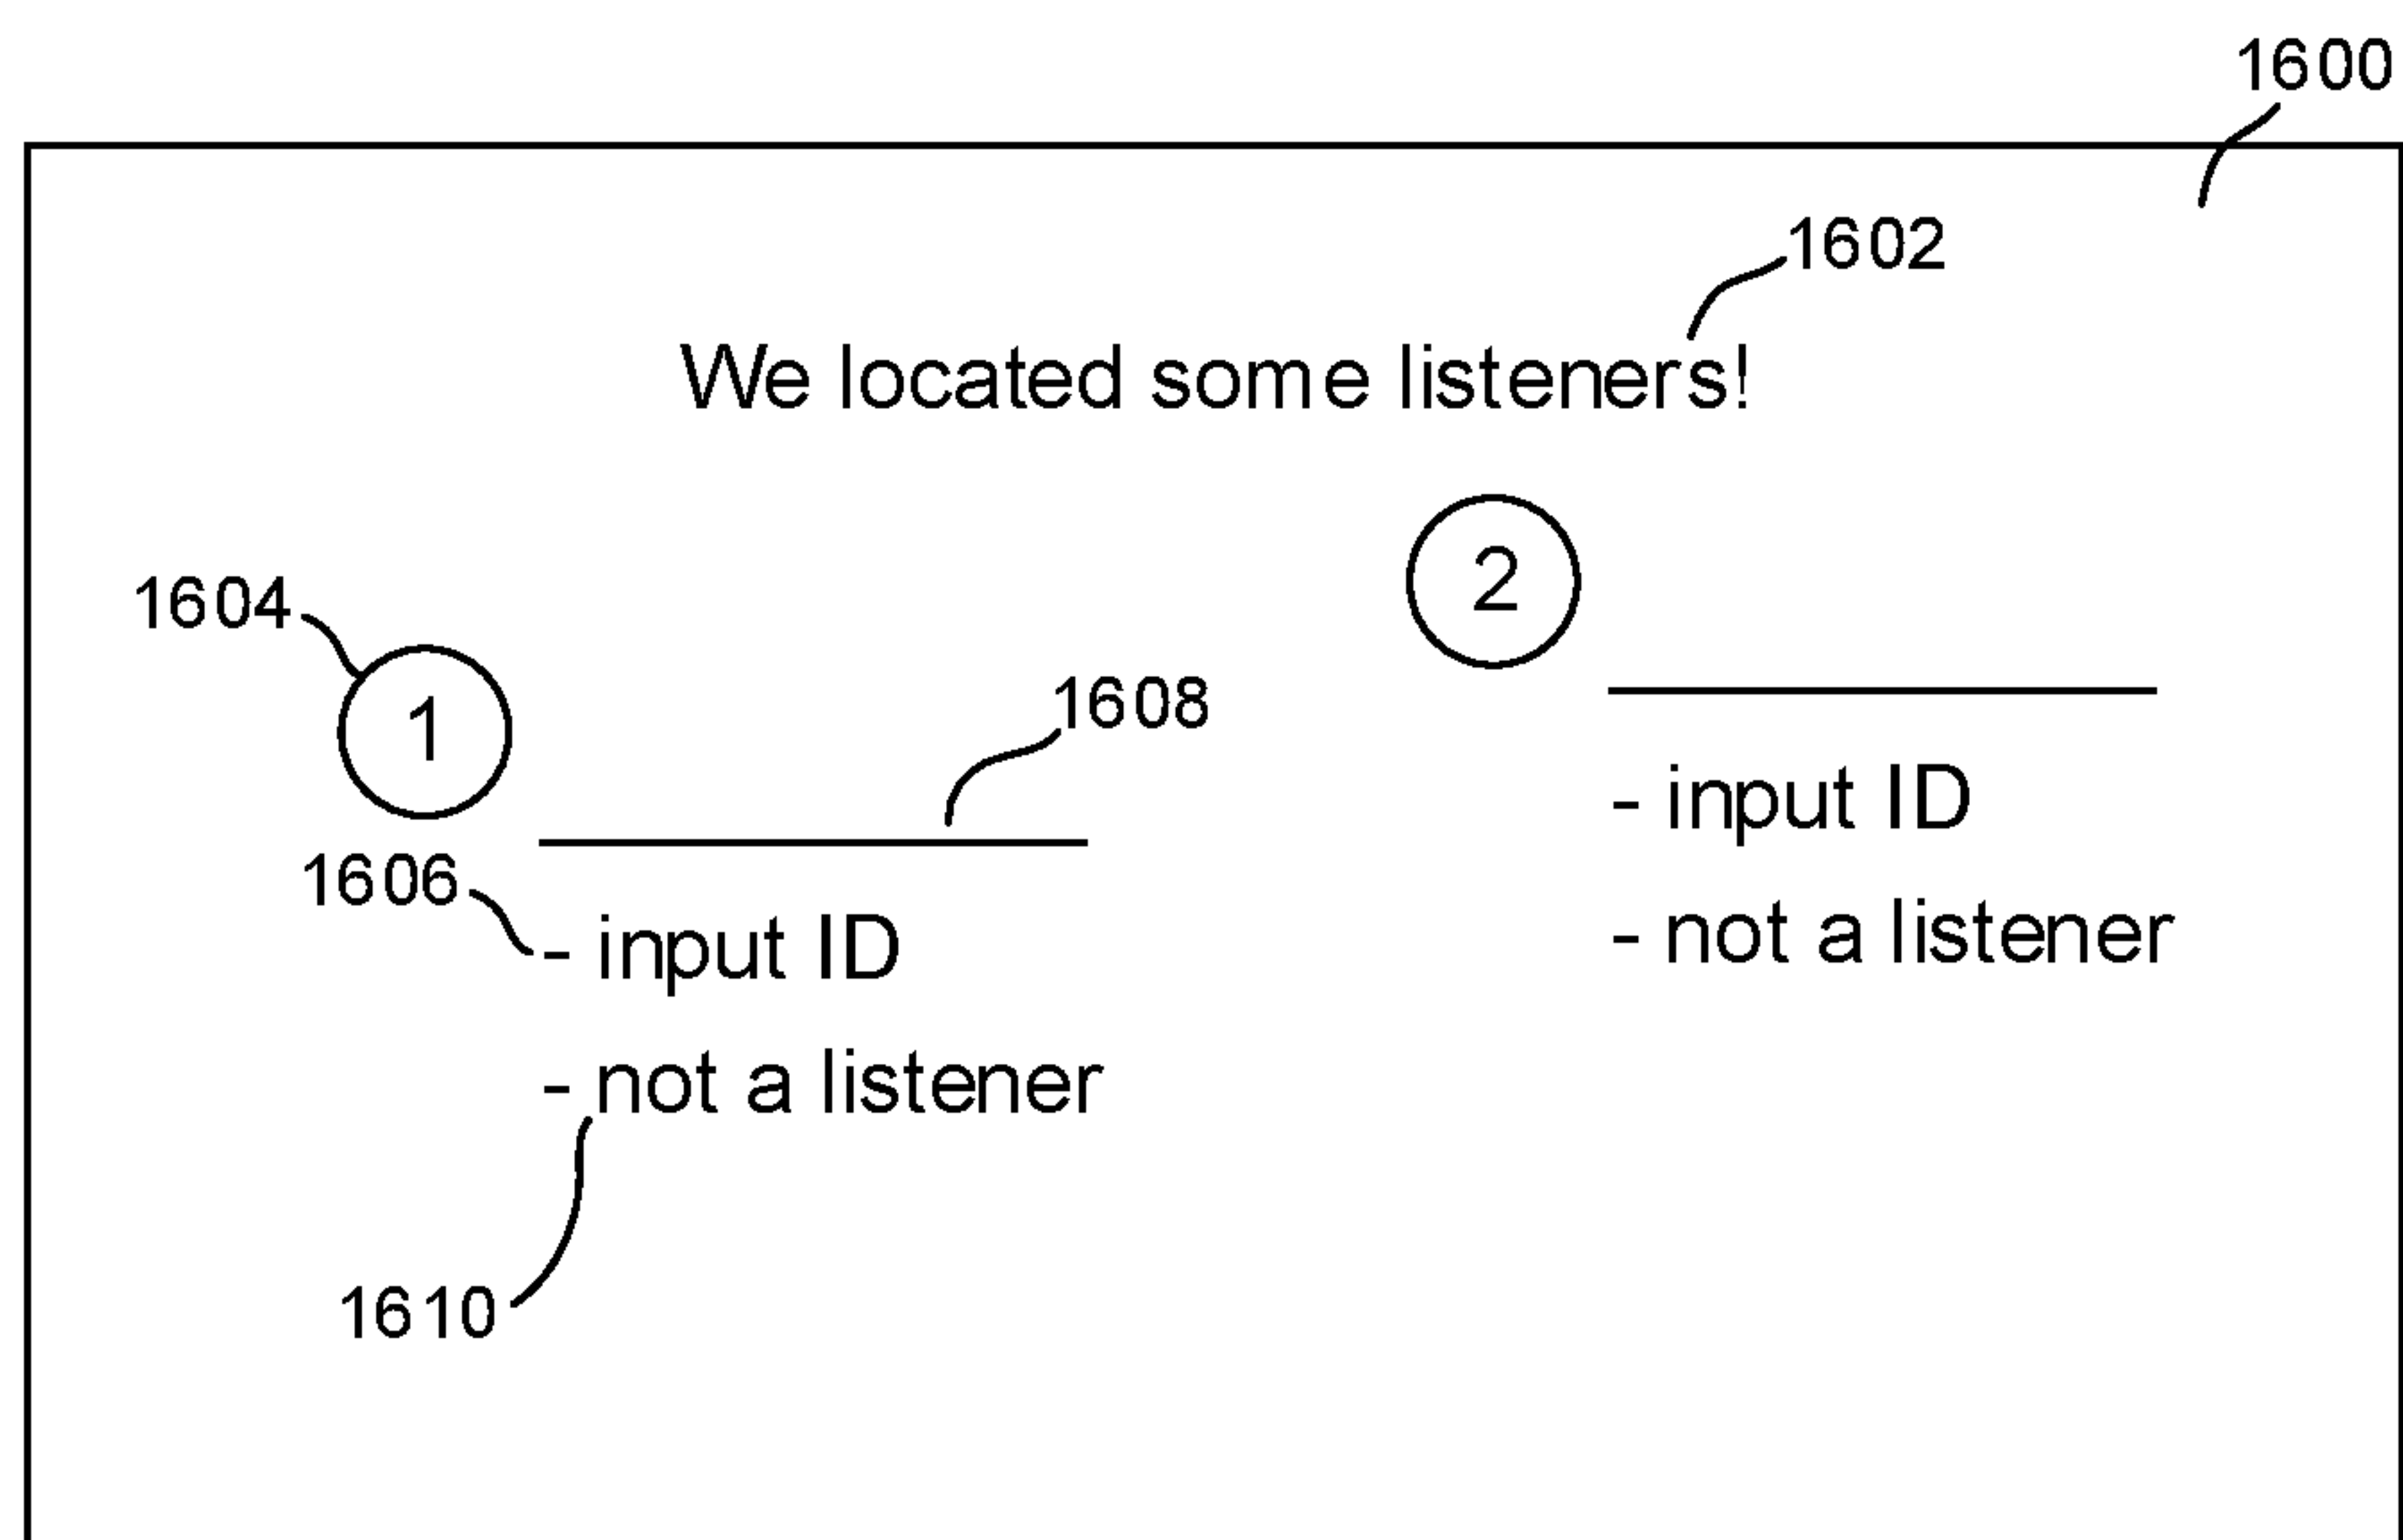 1600
1602
We located some listeners!
2
1604
1
1608
- input ID
1606
- input ID
- not a listener
- not a listener
1610